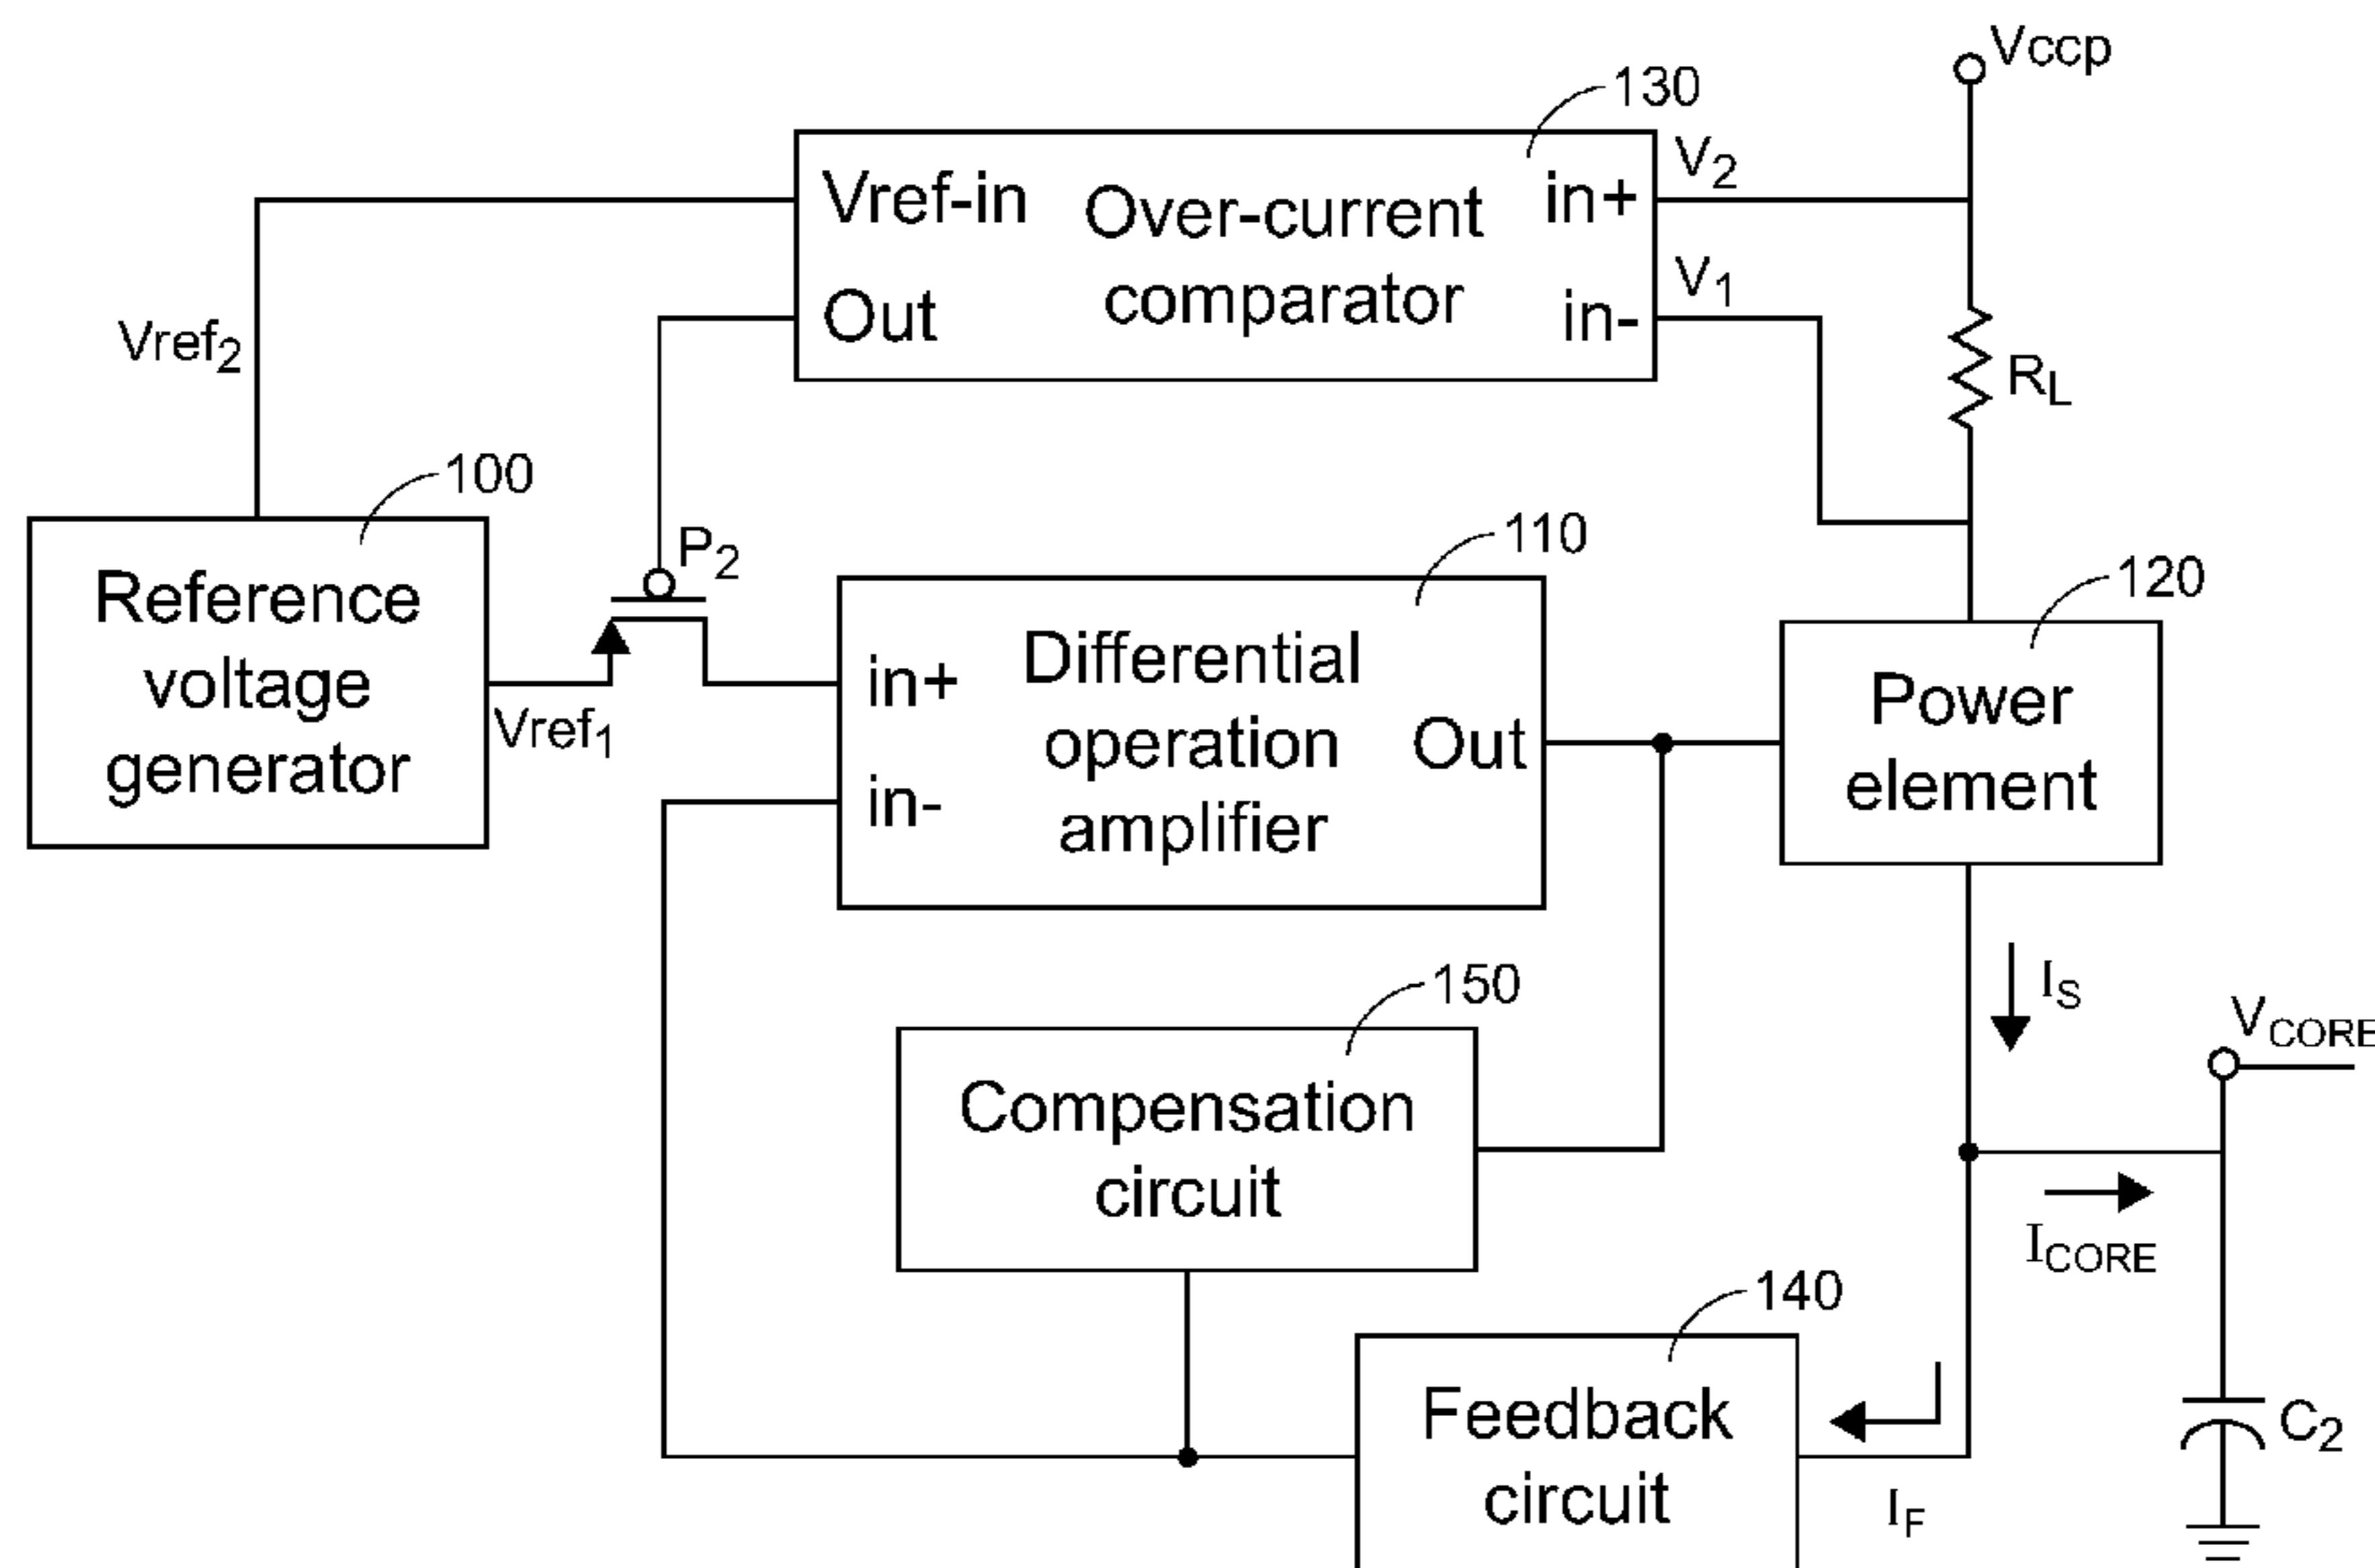 Vccp
130
V2
Vref-in
Over-current
in+
comparator
V1
Out
in-
Vref2
RL
100
P2
110
120
Reference
voltage
generator
Vref1
in+
Differential
operation
amplifier
Out
in-
Power
element
150
IS
VCORE
Compensation
circuit
ICORE
140
Feedback
circuit
IF
C2